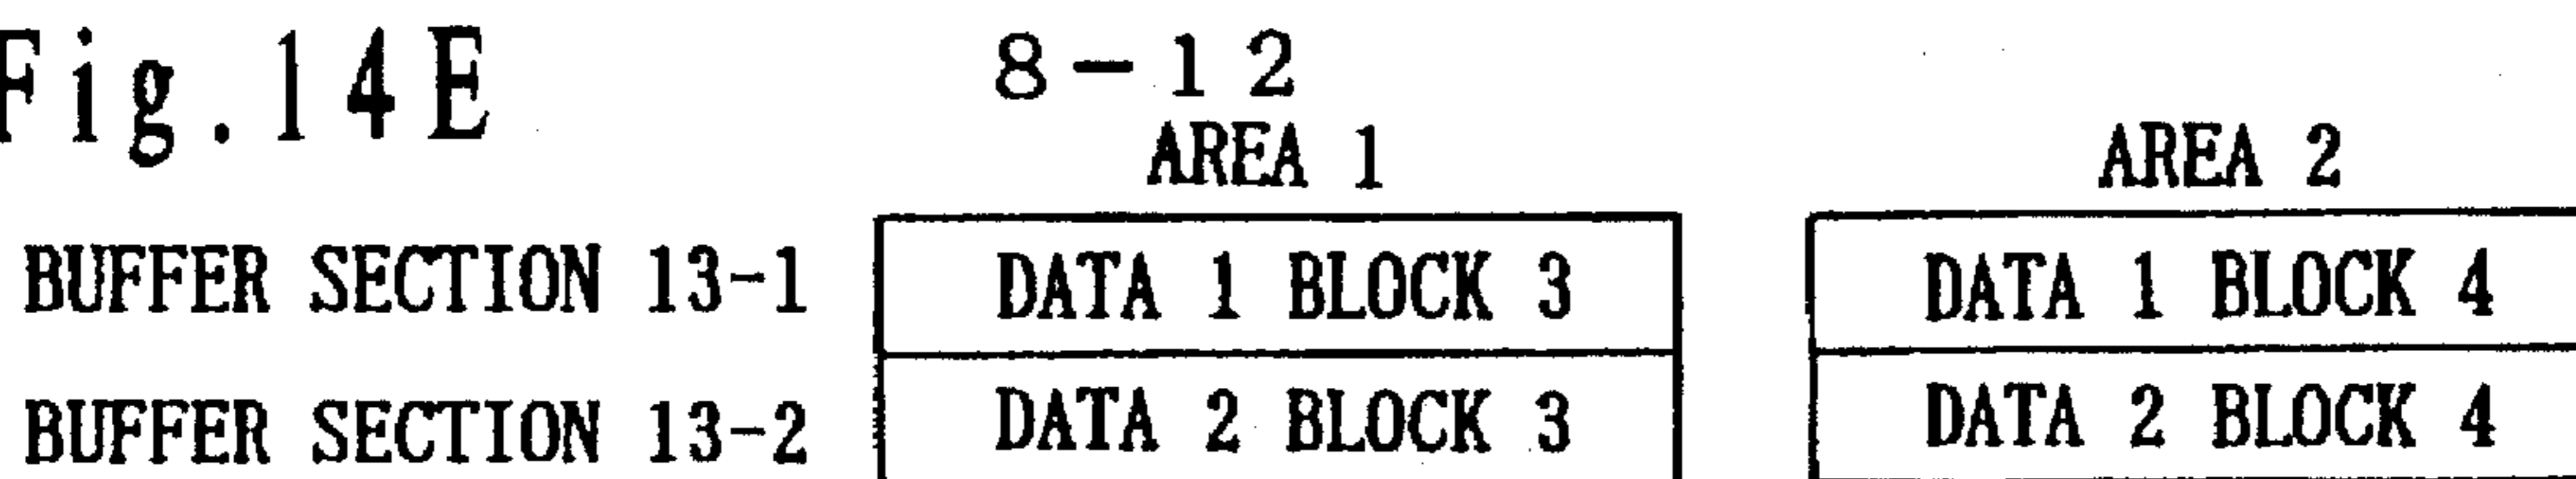 Fig.14E
8-12
AREA 1 AREA 2
BUFFER SECTION 13-1 DATA 1 BLOCK 3 DATA 1 BLOCK 4
BUFFER SECTION 13-2 DATA 2 BLOCK 3 DATA 2 BLOCK 4